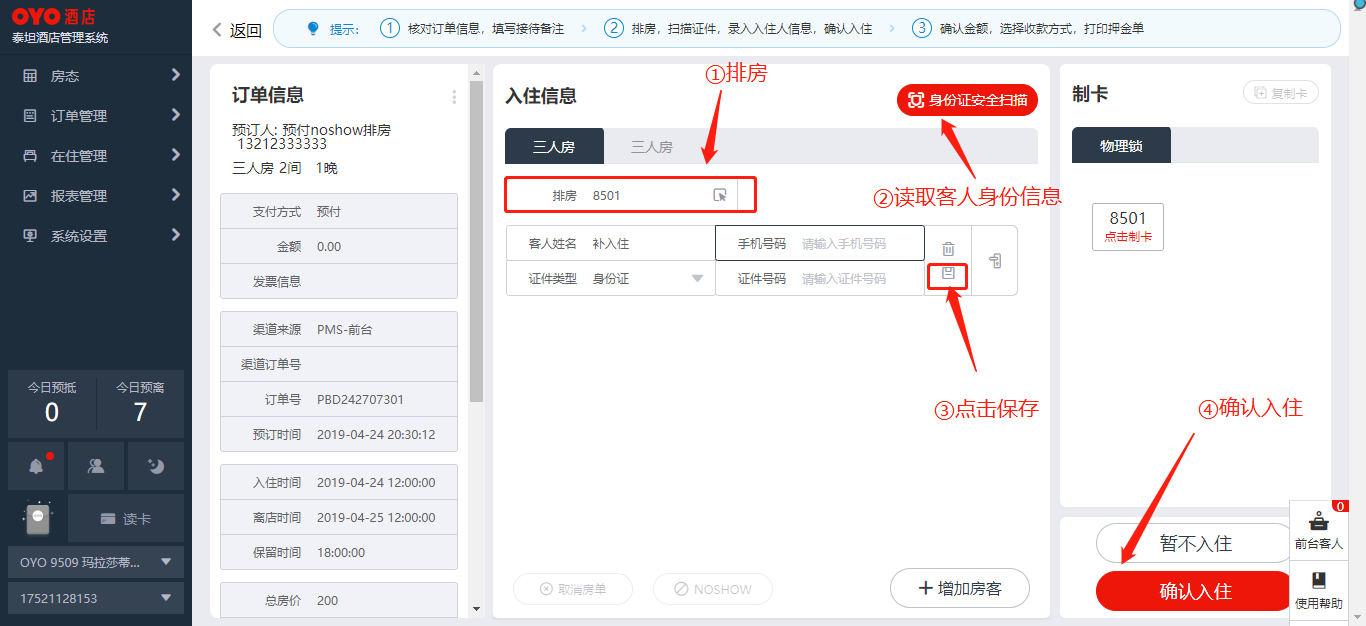 OYO 酒店
泰坦酒店管理系统
房态
订单管理
在住管理
报表管理
系统设置
今日预抵
0
今日预离
7
读卡
OYO 9509 玛拉莎蒂...
17521128153
返回
提示:
1 核对订单信息，填写接待备注
2 排房，扫描证件，录入入住人信息，确认入住
3 确认金额，选择收款方式，打印押金单
订单信息
预订人: 预付noshow排房
13212333333
三人房 2间 1晚
支付方式 预付
金额 0.00
发票信息
渠道来源 PMS-前台
渠道订单号
订单号 PBD242707301
预订时间 2019-04-24 20:30:12
入住时间 2019-04-24 12:00:00
离店时间 2019-04-25 12:00:00
保留时间 18:00:00
总房价 200
入住信息
①排房
身份证安全扫描
三人房
三人房
排房 8501
②读取客人身份信息
客人姓名 补入住
手机号码 请输入手机号码
证件类型 身份证
证件号码 请输入证件号码
③点击保存
取消房单
NOSHOW
增加房客
制卡
复制卡
物理锁
8501
点击制卡
④确认入住
暂不入住
确认入住
0
前台客人
使用帮助